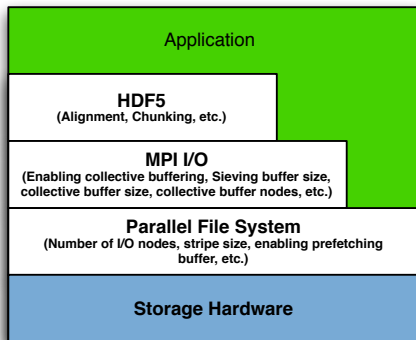 Application
HDF5
(Alignment, Chunking, etc.)
MPI I/O
(Enabling collective buffering, Sieving buffer size,
collective buffer size, collective buffer nodes, etc.)
Parallel File System
(Number of I/O nodes, stripe size, enabling prefetching
buffer, etc.)
Storage Hardware